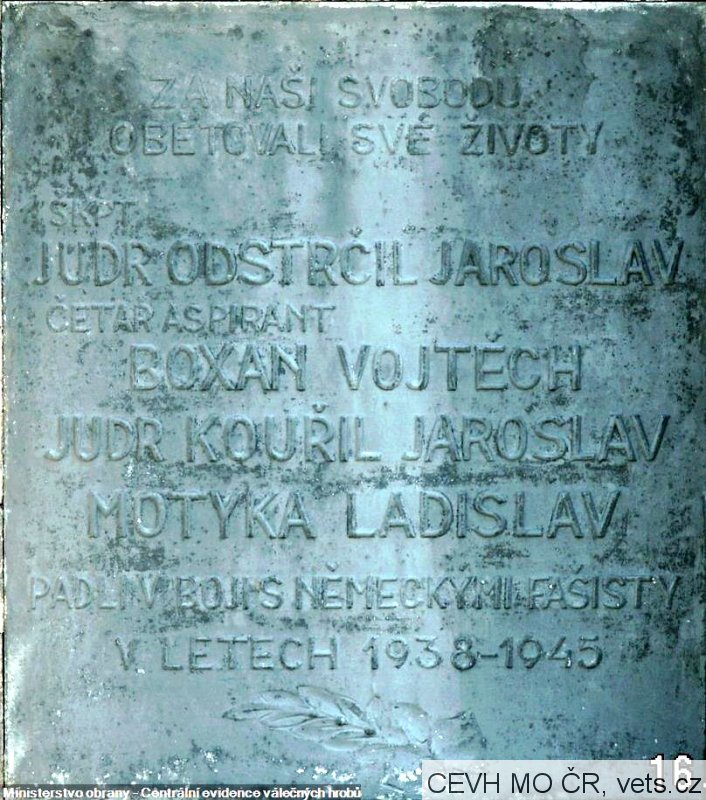 ZA NAŠI SVOBODU
OBĚTOVALI SVÉ ŽIVOTY
ŠKPT.
JUDR ODSTRČIL JAROSLAV
ČETAŘ ASPIRANT
BOXAN VOJTĚCH
JUDR KOUŘIL JAROSLAV
MOTYKA LADISLAV
PADLI V BOJI S NĚMECKÝMI FAŠISTY
V LETECH 1938-1945
16
Ministerstvo obrany - Centrální evidence válečných hrobů
CEVH MO ČR, vets.cz